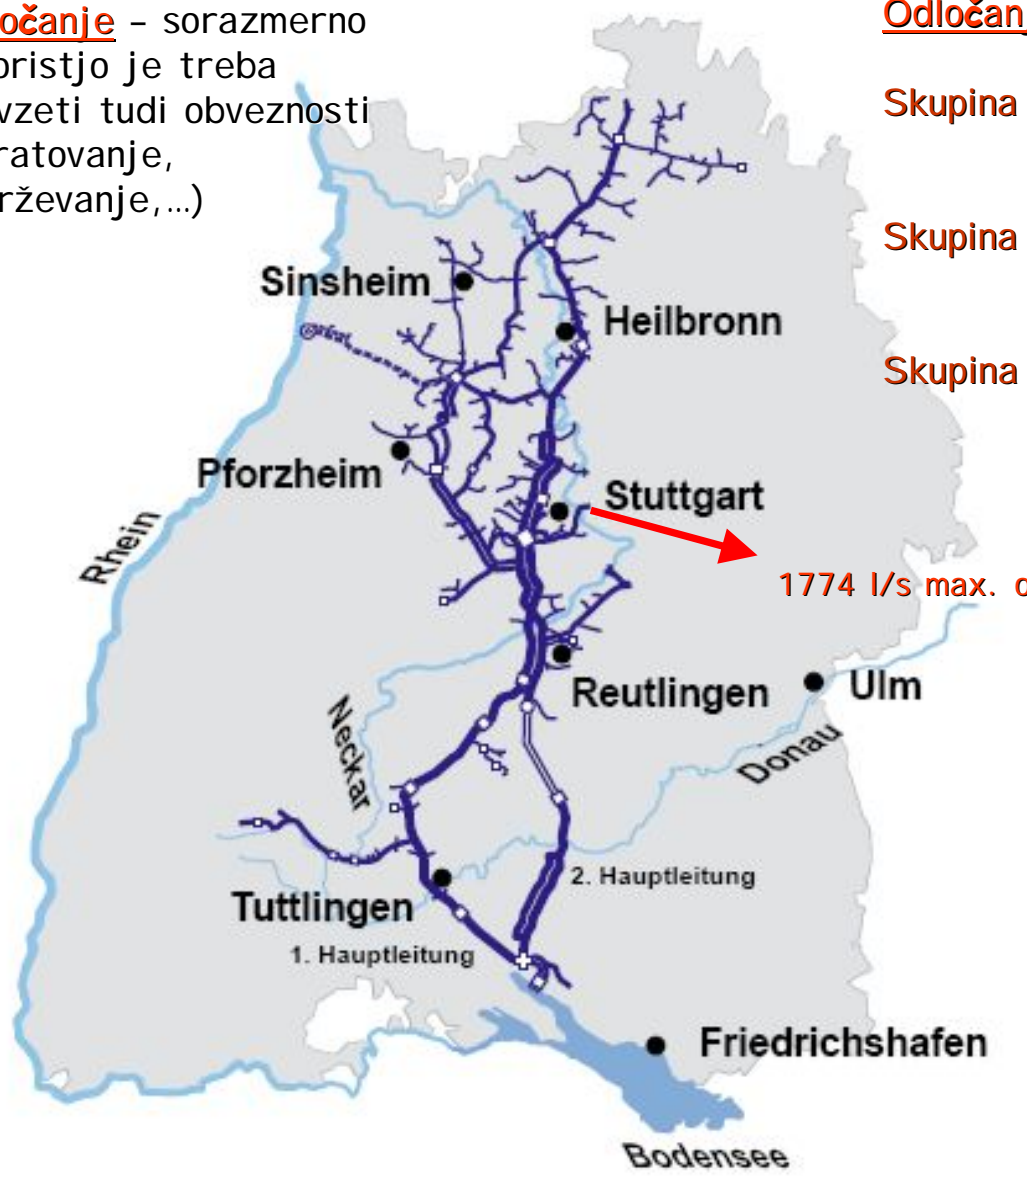 očanje – sorazmerno
oristjo je treba
vzeti tudi obveznosti
ratovanje,
rževanje,…)
Odločan
Skupina
Skupina
Skupina
Sinsheim
Heilbronn
Pforzheim
Stuttgart
Rhein
1774 l/s max. d
Reutlingen
Ulm
Neckar
Donau
2. Hauptleitung
Tuttlingen
1. Hauptleitung
Friedrichshafen
Bodensee